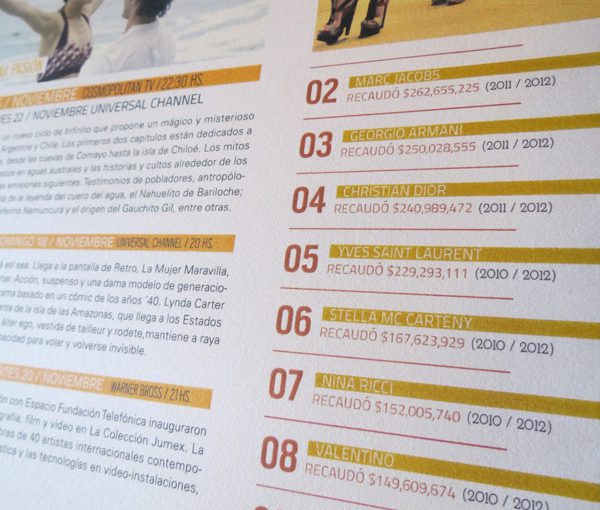 NA PASIÓN
/ NOVIEMBRE COSMOPOLITAN TV / 22:30 HS.
ES 22 / NOVIEMBRE UNIVERSAL CHANNEL
un nuevo ciclo de Infinito que propone un mágico y misterioso
Argentina y Chile. Los primeros dos capítulos están dedicados a
, desde las cuevas de Comayo hasta la isla de Chiloé. Los mitos
en aguas australes y las historias y cultos alrededor de los
emisiones siguientes. Testimonios de pobladores, antropólo-
de la leyenda del cuero del agua, el Nahuelito de Bariloche;
Namuncurá y el origen del Gauchito Gil, entre otras.
OMINGO 18 / NOVIEMBRE UNIVERSAL CHANNEL / 20 HS.
así sea. Llega a la pantalla de Retro, La Mujer Maravilla,
Acción, suspenso y una dama modelo de generacio-
basado en un cómic de los años '40. Lynda Carter
de la isla de las Amazonas, que llega a los Estados
álter ego, vestida de tailleur y rodete, mantiene a raya
pacidad para volar y volverse invisible.
RTES 20 / NOVIEMBRE WARNER BROSS / 21 HS.
con Espacio Fundación Telefónica inauguraron
grafía, film y video en La Colección Jumex. La
bras de 40 artistas internacionales contempo-
y las tecnologías en video-instalaciones,
02 MARC JACOBS
RECAUDÓ $262,655,225 (2011 / 2012)
03 GEORGIO ARMANI
RECAUDÓ $250,028,555 (2011 / 2012)
04 CHRISTIAN DIOR
RECAUDÓ $240,989,472 (2011 / 2012)
05 YVES SAINT LAURENT
RECAUDÓ $229,293,111 (2010 / 2012)
06 STELLA MC CARTENY
RECAUDÓ $167,623,929 (2010 / 2012)
07 NINA RICCI
RECAUDÓ $152,005,740 (2010 / 2012)
08 VALENTINO
RECAUDÓ $149,609,674 (2010 / 2012)